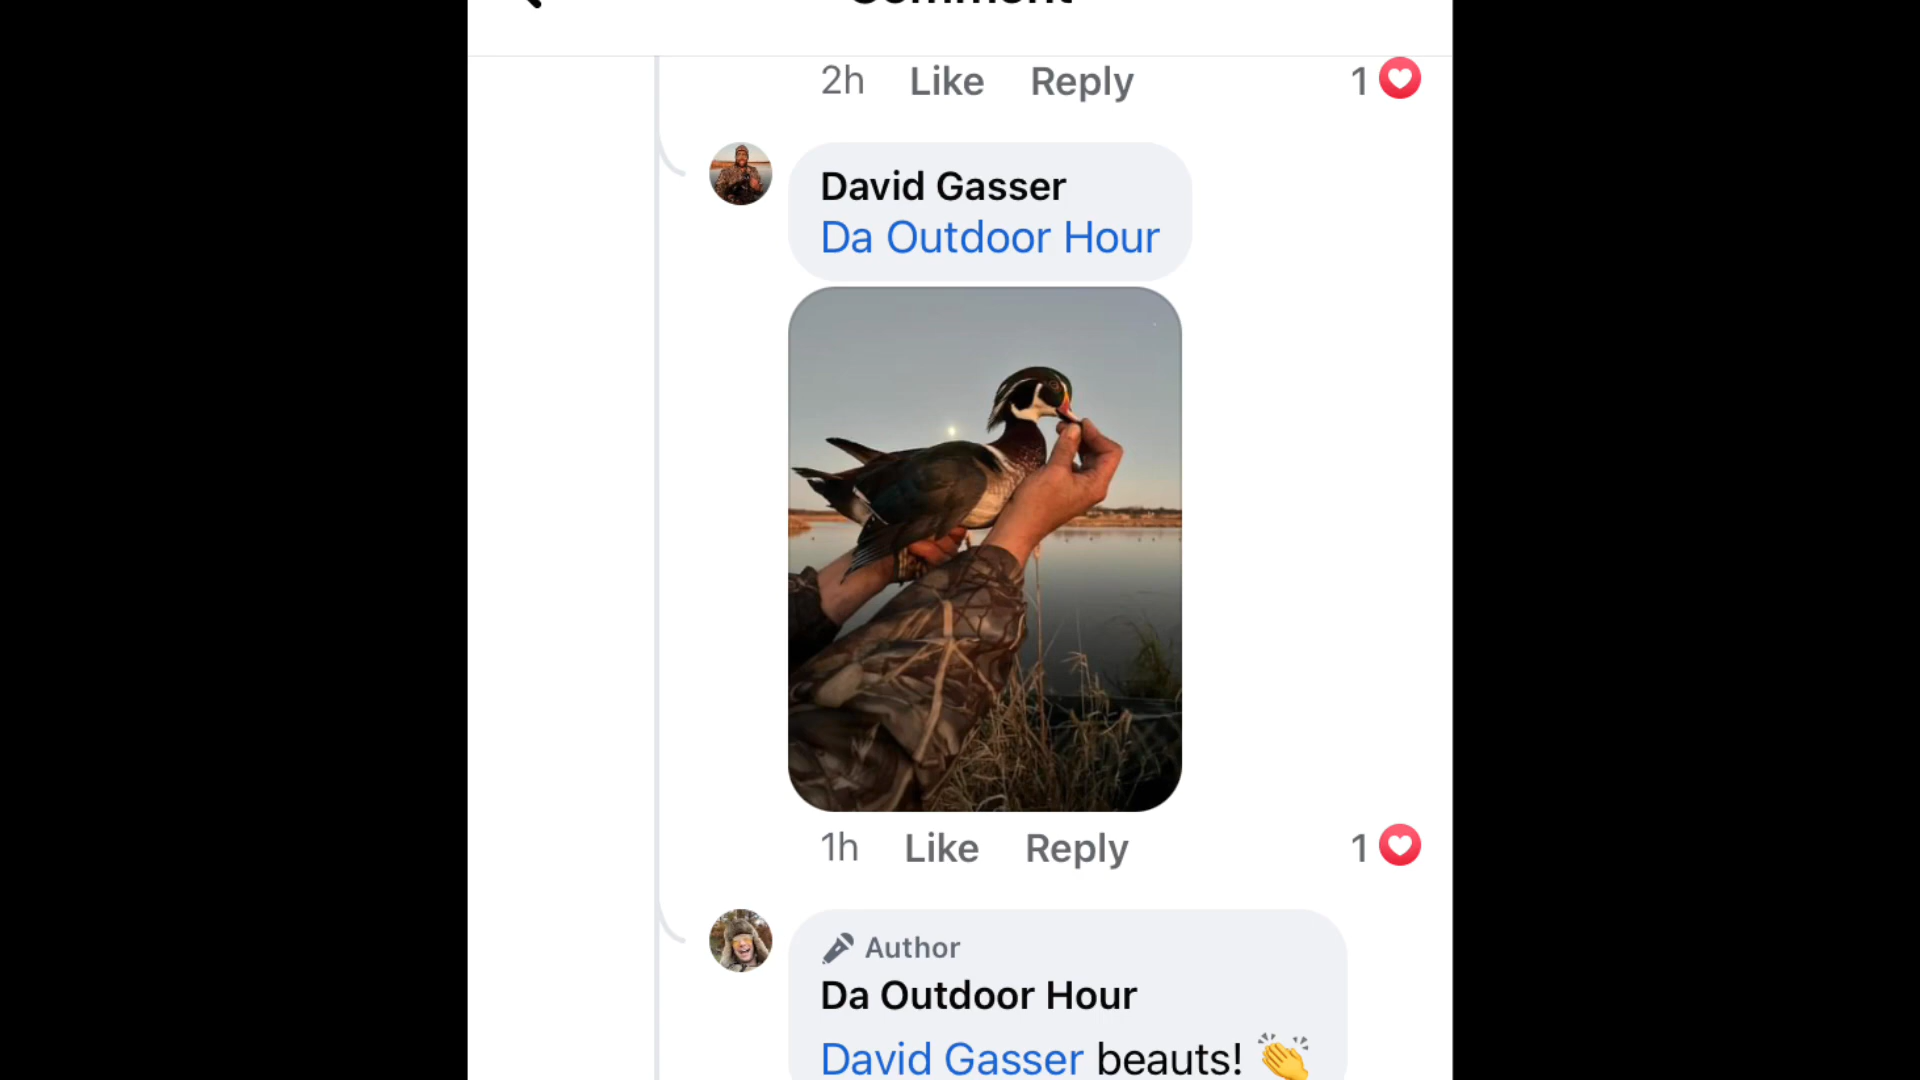 Comment
2h Like Reply 1
David Gasser
Da Outdoor Hour
1h Like Reply 1
Author
Da Outdoor Hour
David Gasser beauts! 👏